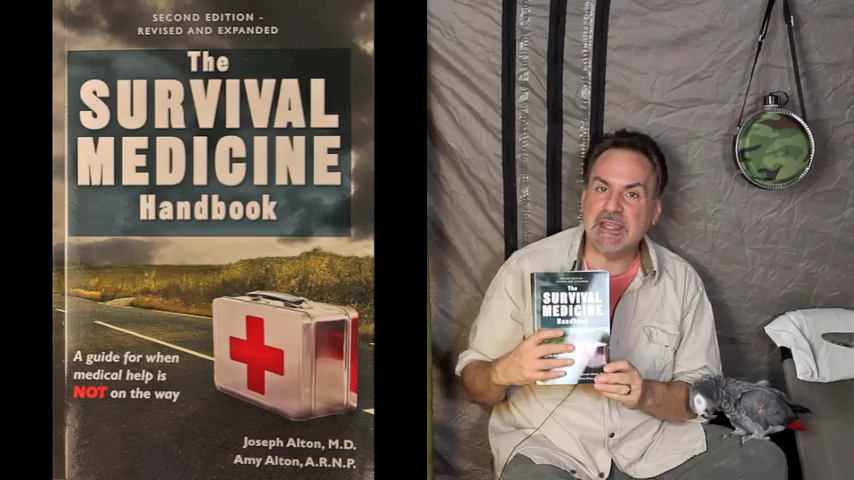 SECOND EDITION -
REVISED AND EXPANDED
The
SURVIVAL
MEDICINE
Handbook
A guide for when
medical help is
NOT on the way
Joseph Alton, M.D.
Amy Alton, A.R.N.P.
The
SURVIVAL
MEDICINE
Handbook